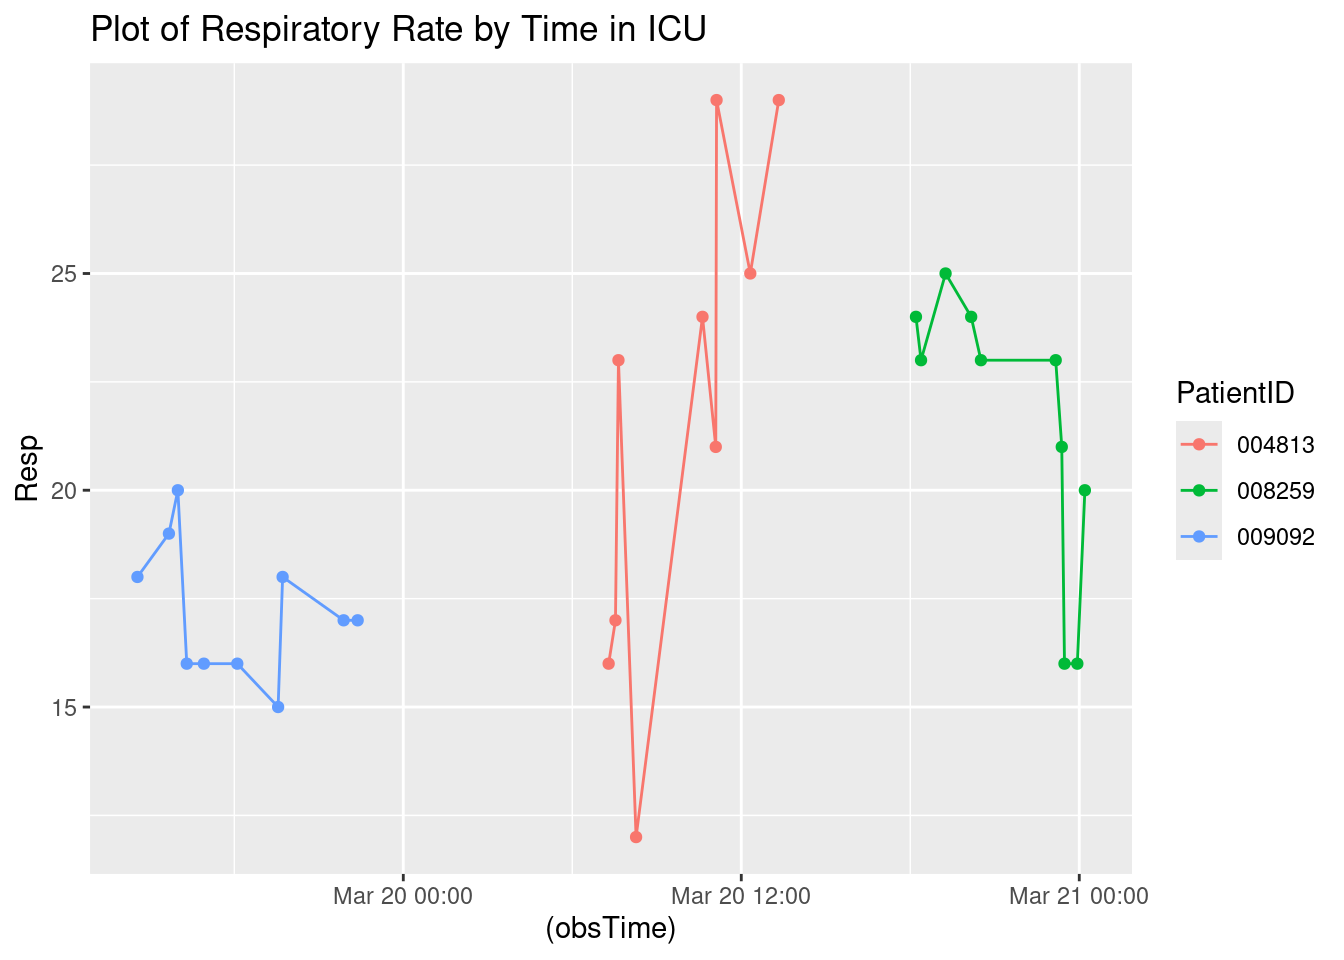 Plot of Respiratory Rate by Time in ICU
Resp
25
20
15
Mar 20 00:00
Mar 20 12:00
Mar 21 00:00
(obsTime)
PatientID
004813
008259
009092